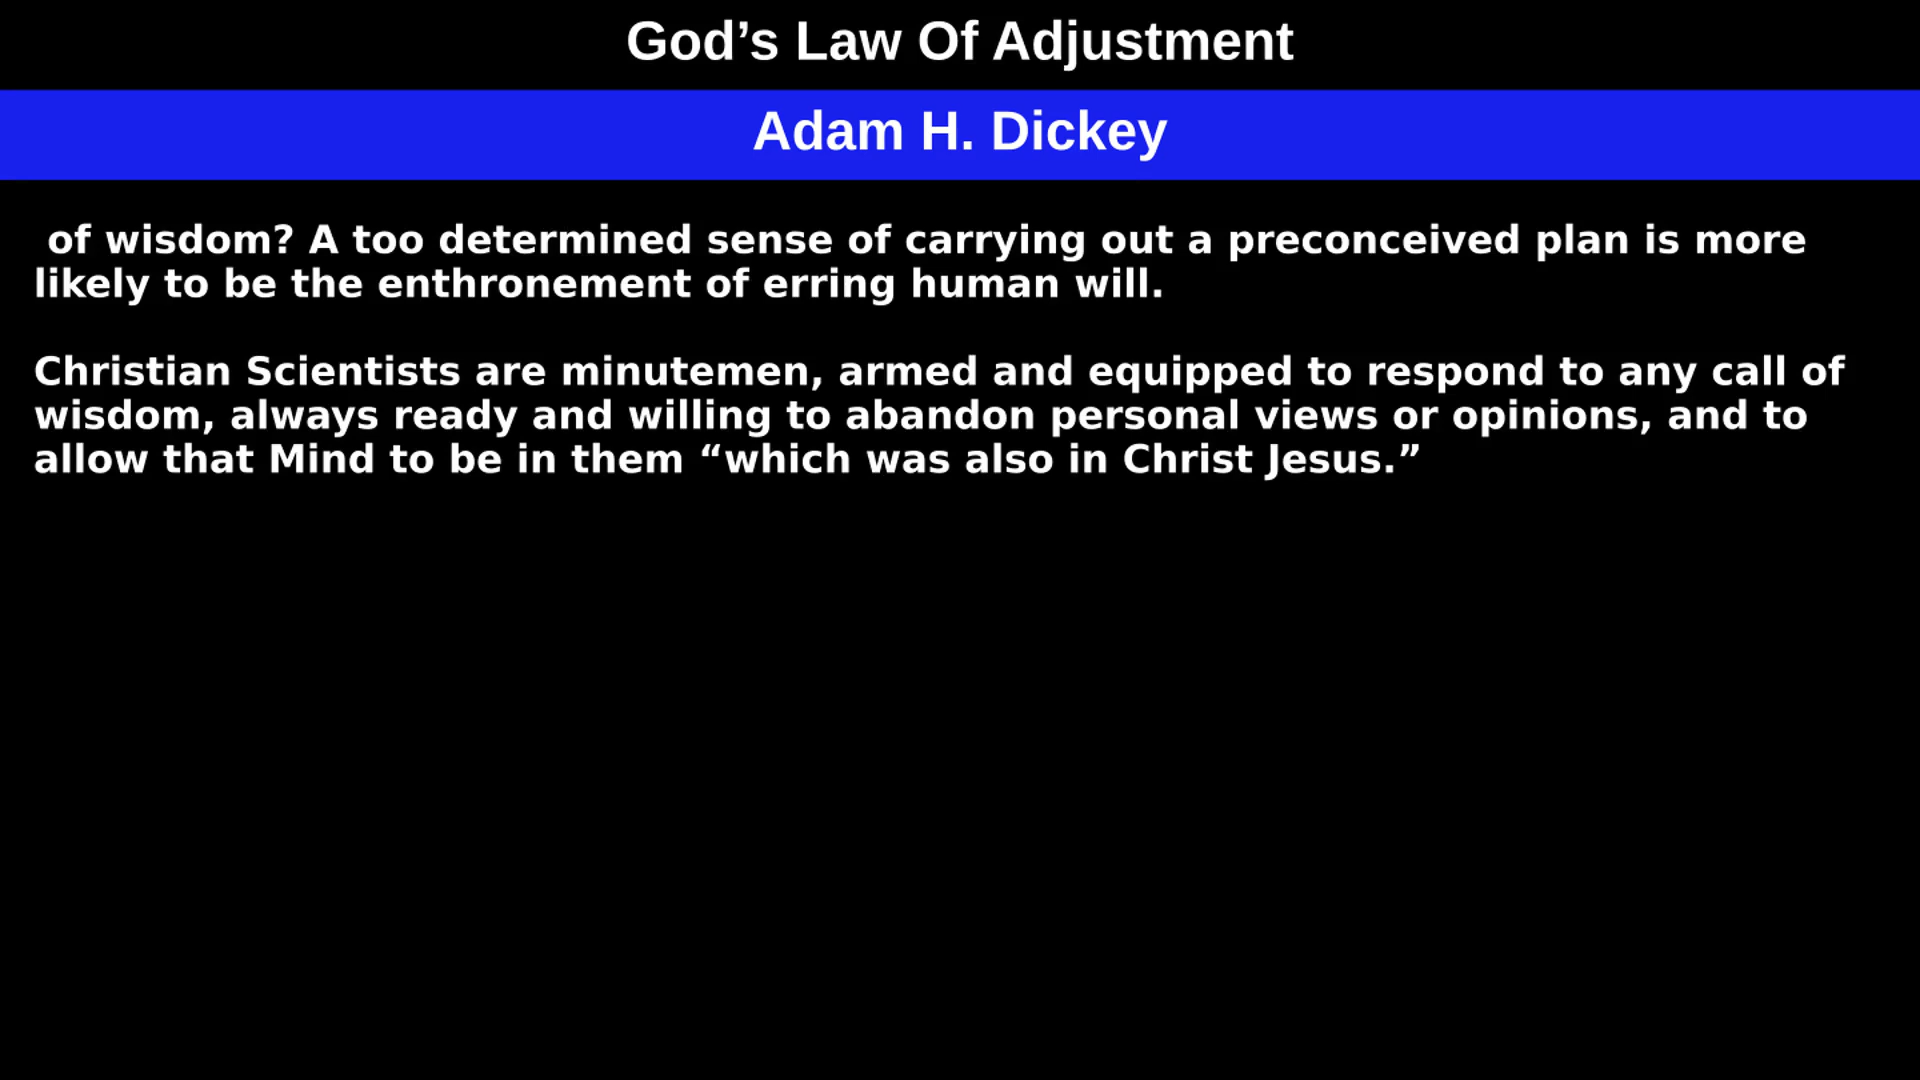 God’s Law Of Adjustment
Adam H. Dickey
of wisdom? A too determined sense of carrying out a preconceived plan is more
likely to be the enthronement of erring human will.
Christian Scientists are minutemen, armed and equipped to respond to any call of
wisdom, always ready and willing to abandon personal views or opinions, and to
allow that Mind to be in them “which was also in Christ Jesus.”